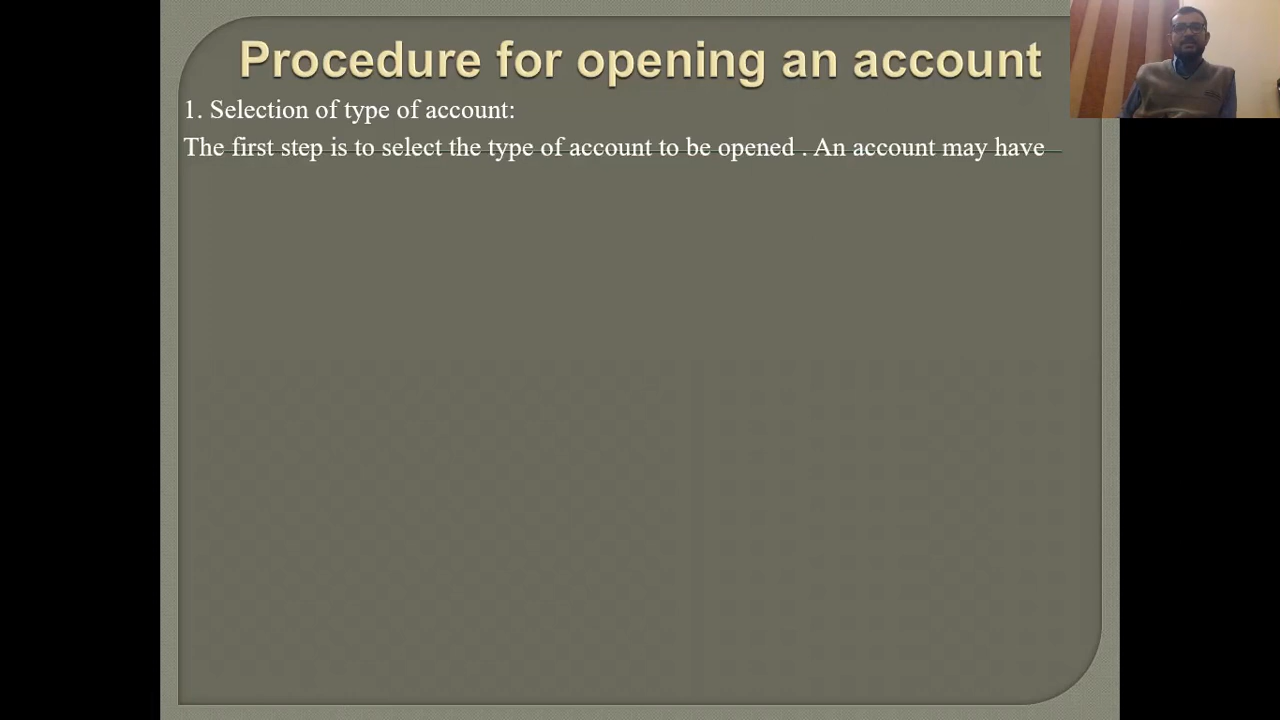 Procedure for opening an account
1. Selection of type of account:
The first step is to select the type of account to be opened . An account may have